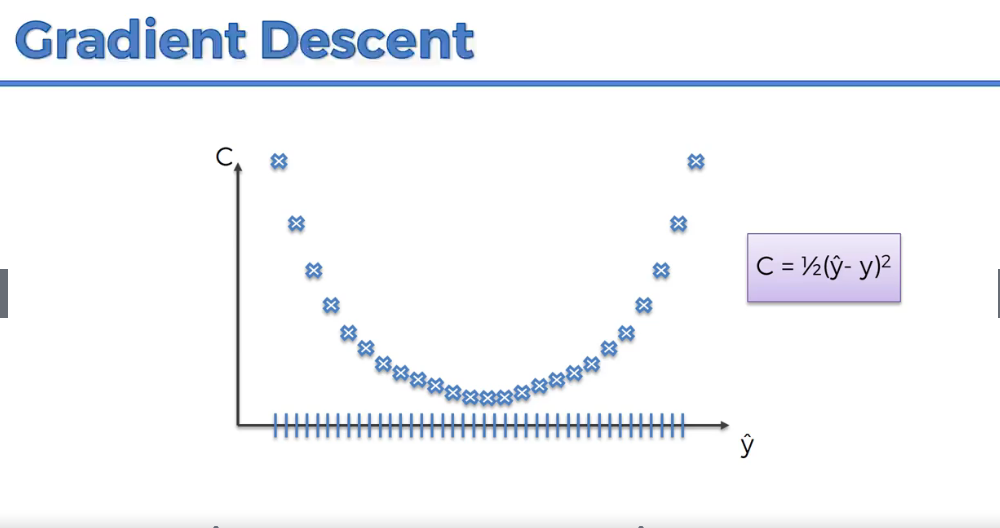 Gradient Descent
C
C = ½(ŷ- y)²
ŷ